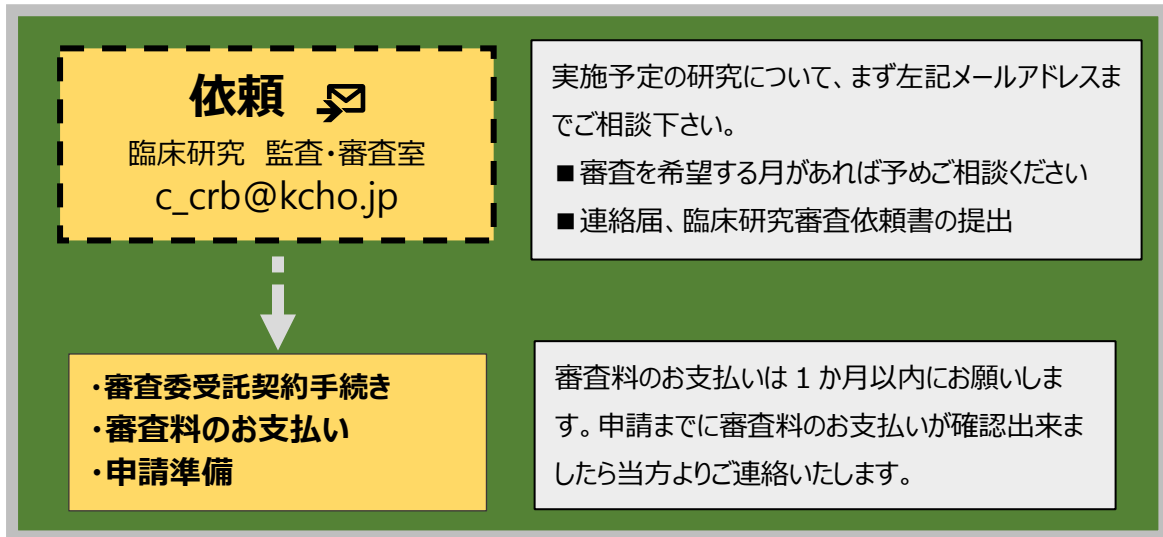 依頼
臨床研究　監査・審査室
c_crb@kcho.jp
実施予定の研究について、まず左記メールアドレスま
でご相談下さい。
■審査を希望する月があれば予めご相談ください
■連絡届、臨床研究審査依頼書の提出
・審査委受託契約手続き
・審査料のお支払い
・申請準備
審査料のお支払いは 1 か月以内にお願いしま
す。申請までに審査料のお支払いが確認出来ま
したら当方よりご連絡いたします。